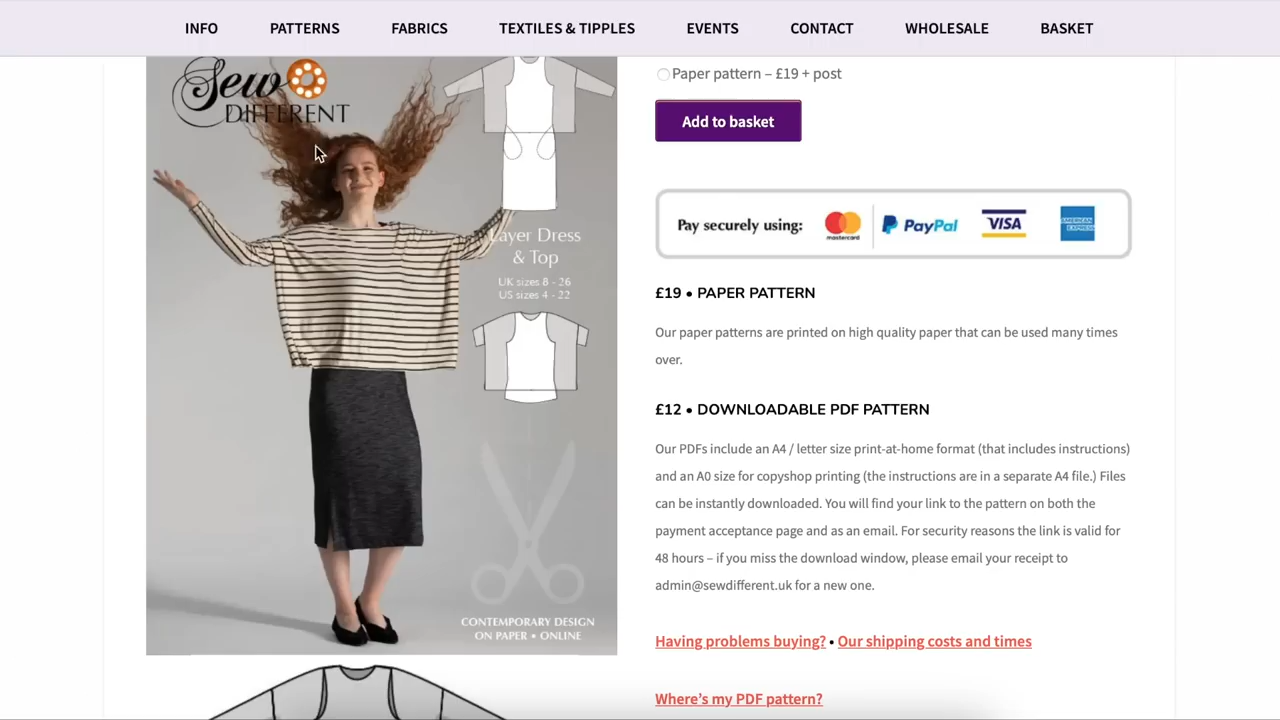 INFO PATTERNS FABRICS TEXTILES & TIPPLES EVENTS CONTACT WHOLESALE BASKET
Sew
DIFFERENT
Layer Dress
& Top
UK sizes 8 - 26
US sizes 4 - 22
CONTEMPORARY DESIGN
ON PAPER • ONLINE
Paper pattern – £19 + post
Add to basket
Pay securely using: mastercard PayPal VISA AMERICAN EXPRESS
£19 • PAPER PATTERN
Our paper patterns are printed on high quality paper that can be used many times
over.
£12 • DOWNLOADABLE PDF PATTERN
Our PDFs include an A4 / letter size print-at-home format (that includes instructions)
and an A0 size for copyshop printing (the instructions are in a separate A4 file.) Files
can be instantly downloaded. You will find your link to the pattern on both the
payment acceptance page and as an email. For security reasons the link is valid for
48 hours – if you miss the download window, please email your receipt to
admin@sewdifferent.uk for a new one.
Having problems buying? • Our shipping costs and times
Where's my PDF pattern?